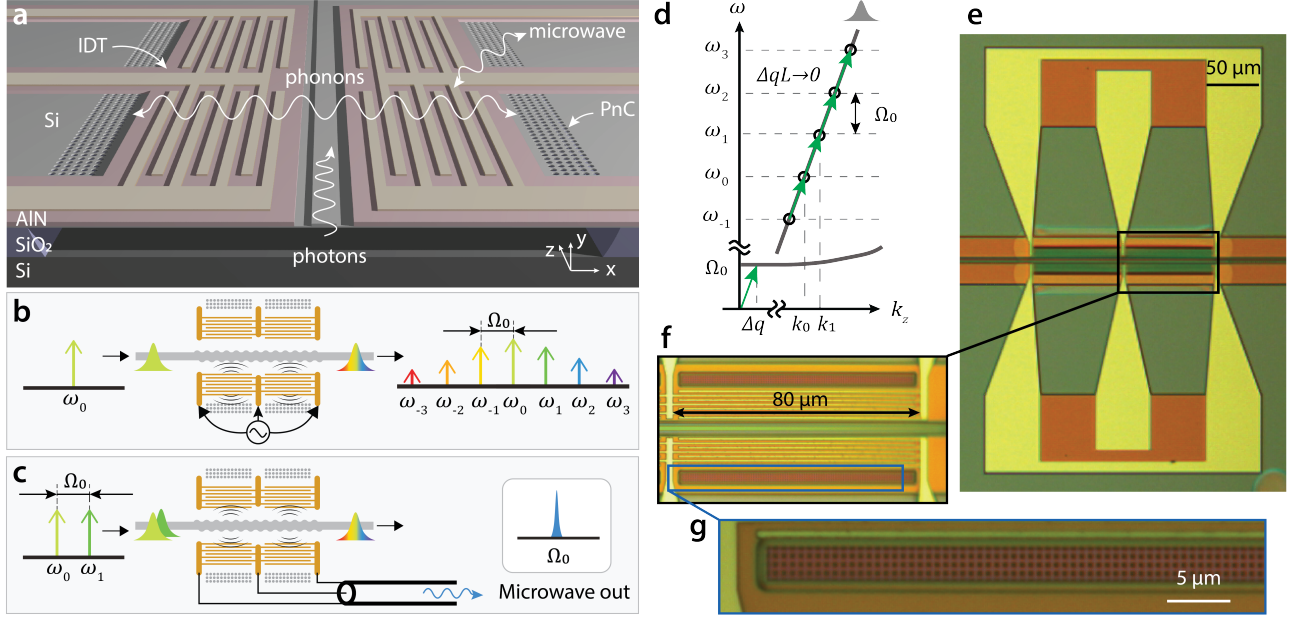 a
IDT
microwave
phonons
Si
PnC
AlN
SiO₂
Si
photons
y
z
x
b
Ω₀
ω₀
ω₋₃ ω₋₂ ω₋₁ ω₀ ω₁ ω₂ ω₃
c
Ω₀
ω₀ ω₁
Ω₀
Microwave out
d
ω
ω₃
ΔqL→0
ω₂
Ω₀
ω₁
ω₀
ω₋₁
Ω₀
Δq k₀ k₁ k_z
e
50 μm
f
80 μm
g
5 μm